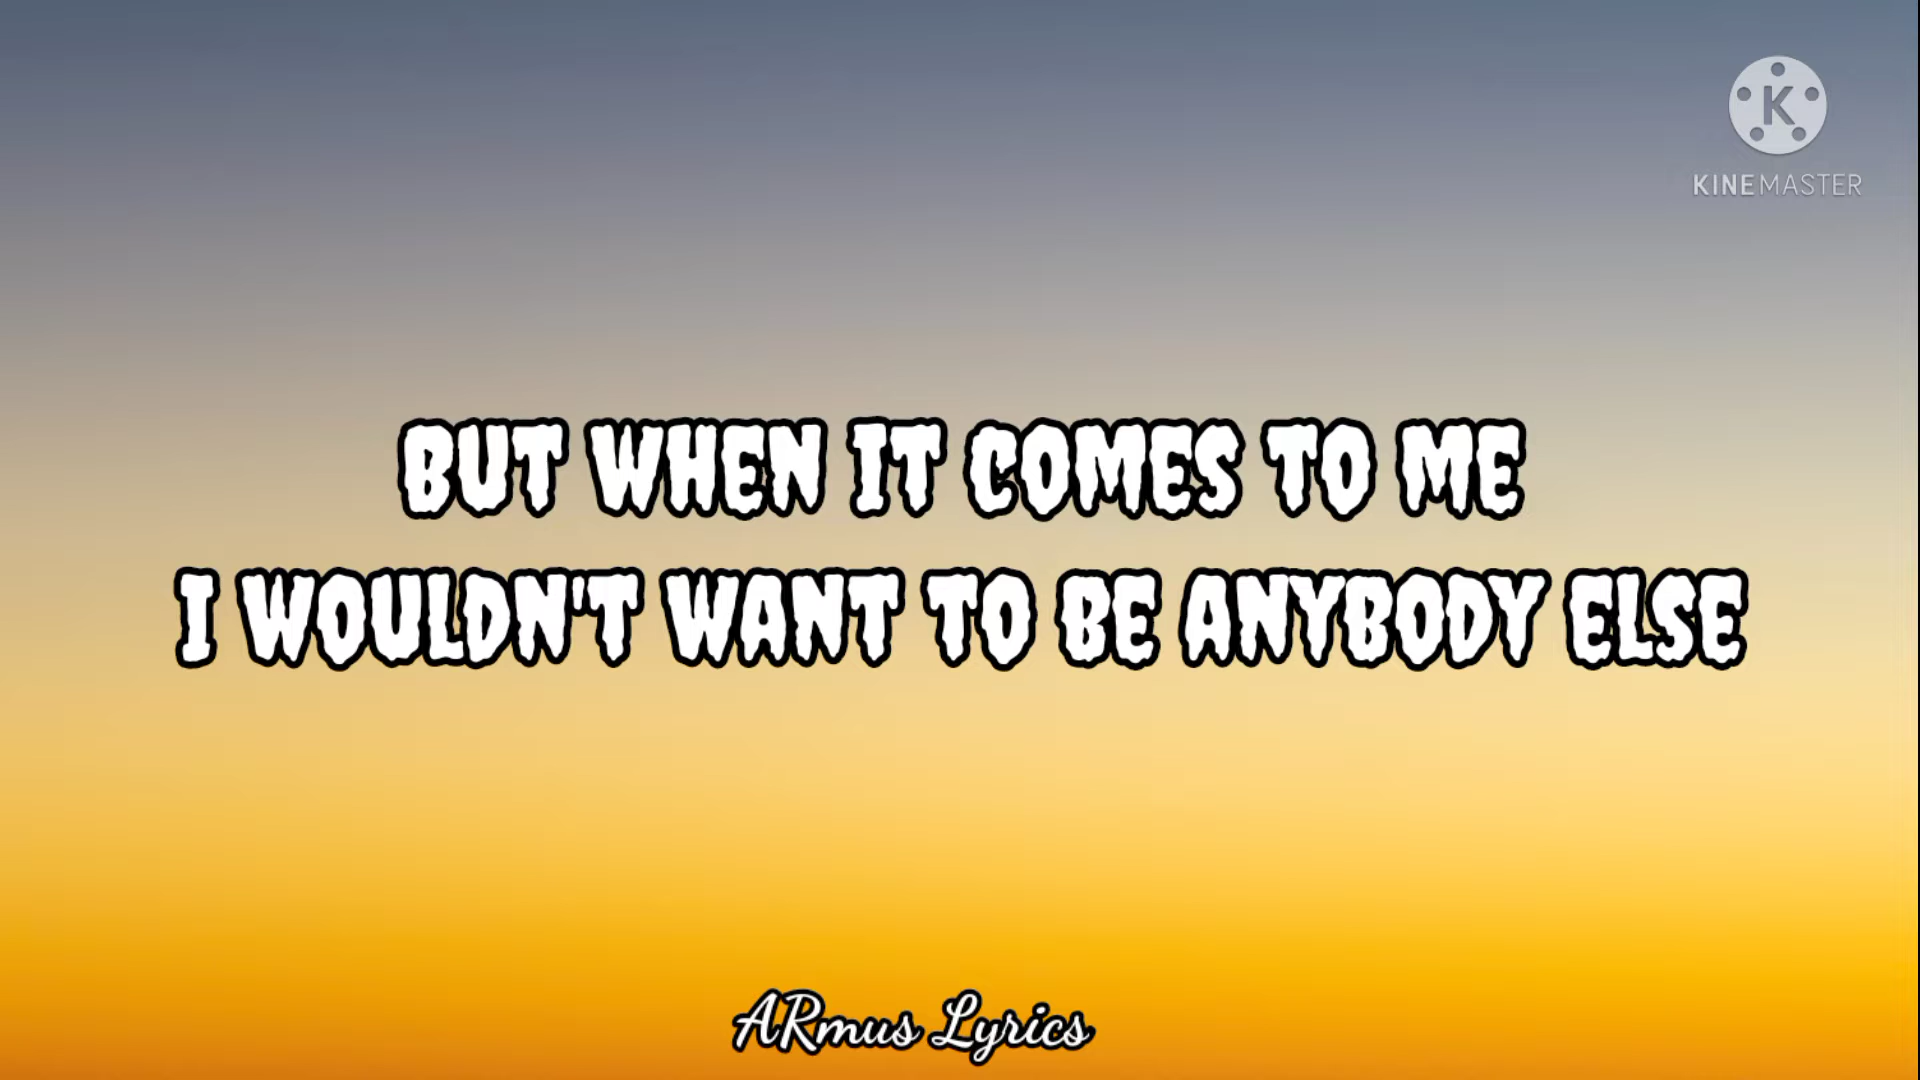 K
KINEMASTER
BUT WHEN IT COMES TO ME
I WOULDN'T WANT TO BE ANYBODY ELSE
ARmus Lyrics